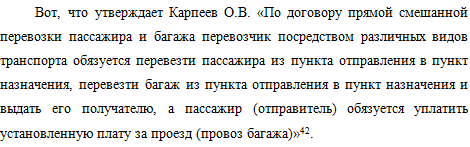 Вот, что утверждает Карпеев О.В. «По договору прямой смешанной
перевозки пассажира и багажа перевозчик посредством различных видов
транспорта обязуется перевезти пассажира из пункта отправления в пункт
назначения, перевезти багаж из пункта отправления в пункт назначения и
выдать его получателю, а пассажир (отправитель) обязуется уплатить
установленную плату за проезд (провоз багажа)»⁴².